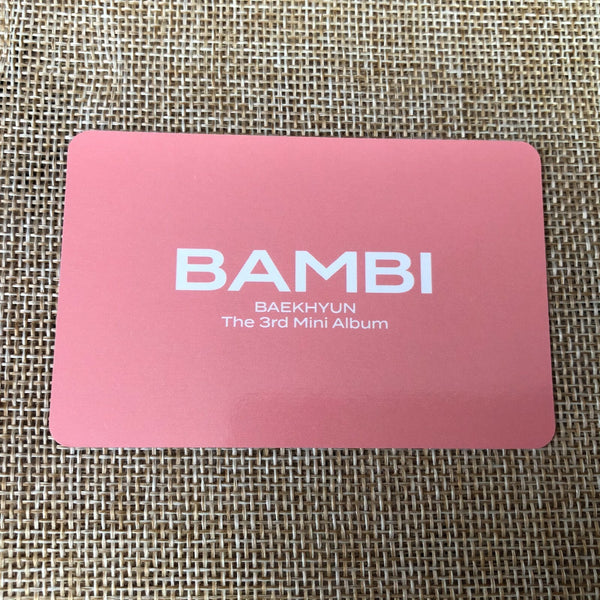 BAMBI
BAEKHYUN
The 3rd Mini Album